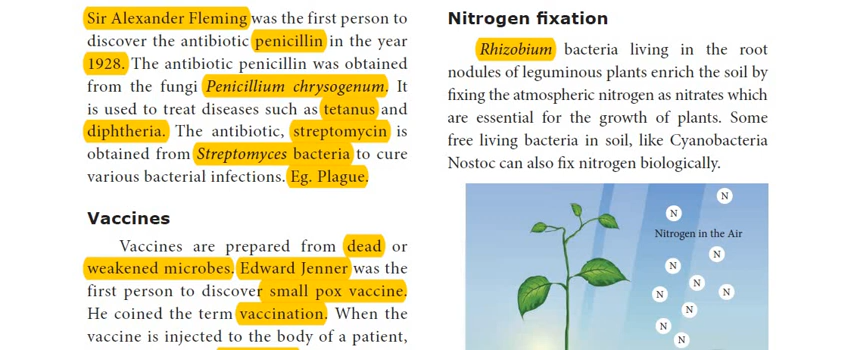 Sir Alexander Fleming was the first person to
discover the antibiotic penicillin in the year
1928. The antibiotic penicillin was obtained
from the fungi Penicillium chrysogenum. It
is used to treat diseases such as tetanus and
diphtheria. The antibiotic, streptomycin is
obtained from Streptomyces bacteria to cure
various bacterial infections. Eg. Plague.
Vaccines
Vaccines are prepared from dead or
weakened microbes. Edward Jenner was the
first person to discover small pox vaccine.
He coined the term vaccination. When the
vaccine is injected to the body of a patient,
Nitrogen fixation
Rhizobium bacteria living in the root
nodules of leguminous plants enrich the soil by
fixing the atmospheric nitrogen as nitrates which
are essential for the growth of plants. Some
free living bacteria in soil, like Cyanobacteria
Nostoc can also fix nitrogen biologically.
N
N
Nitrogen in the Air
N
N
N
N
N
N
N
N